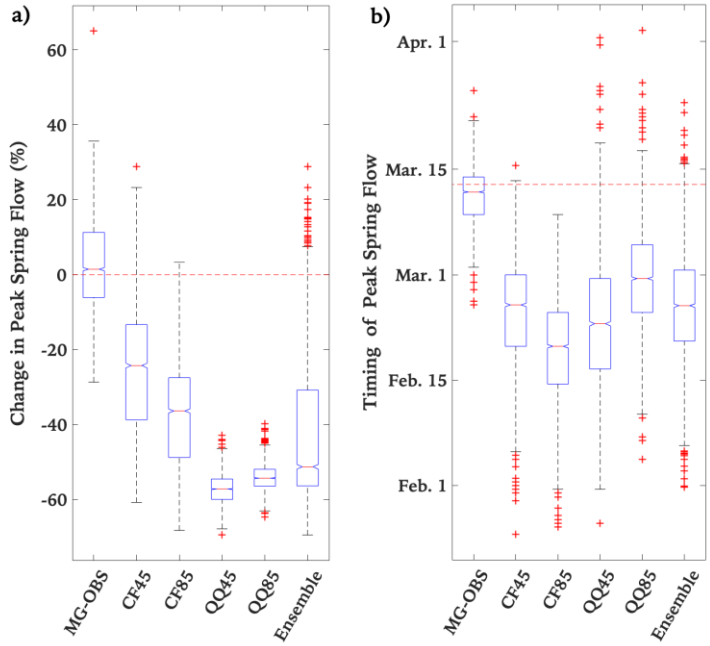 a)
Change in Peak Spring Flow (%)
60
40
20
0
-20
-40
-60
MG-OBS
CF45
CF85
QQ45
QQ85
Ensemble
b)
Timing of Peak Spring Flow
Apr. 1
Mar. 15
Mar. 1
Feb. 15
Feb. 1
MG-OBS
CF45
CF85
QQ45
QQ85
Ensemble